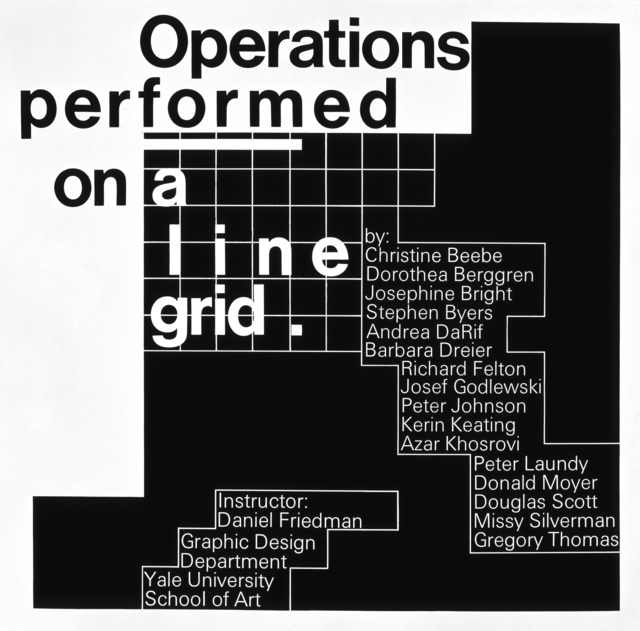 Operations
performed
on a
line
grid.
by:
Christine Beebe
Dorothea Berggren
Josephine Bright
Stephen Byers
Andrea DaRif
Barbara Dreier
Richard Felton
Josef Godlewski
Peter Johnson
Kerin Keating
Azar Khosrovi
Peter Laundy
Donald Moyer
Douglas Scott
Missy Silverman
Gregory Thomas
Instructor:
Daniel Friedman
Graphic Design
Department
Yale University
School of Art